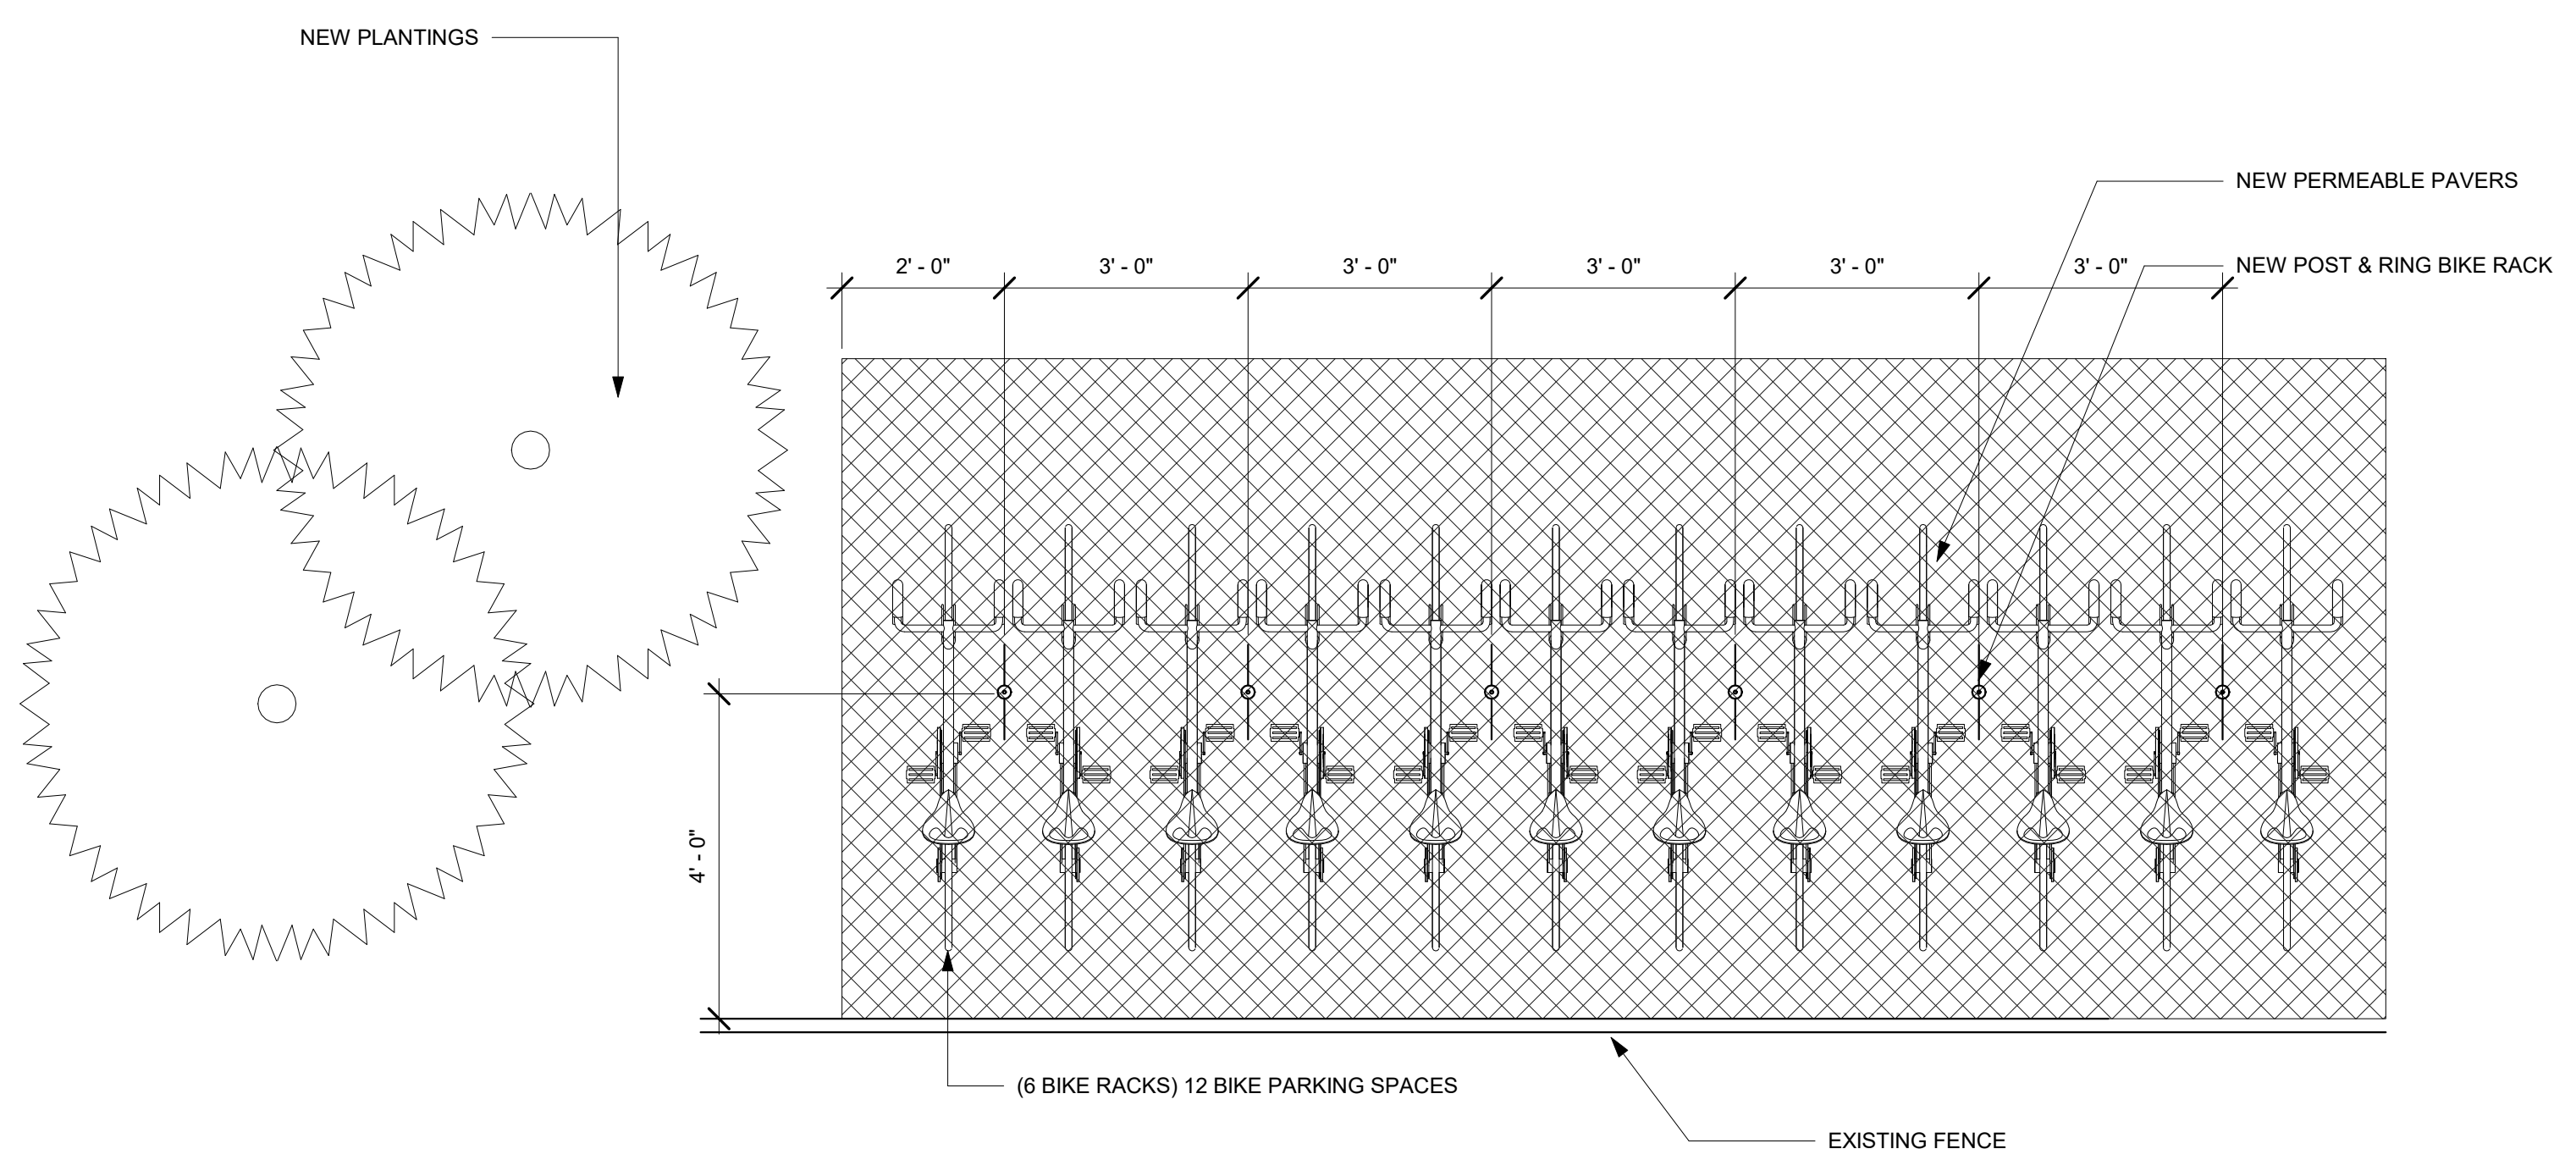 NEW PLANTINGS
NEW PERMEABLE PAVERS
2' - 0" 3' - 0" 3' - 0" 3' - 0" 3' - 0" 3' - 0" NEW POST & RING BIKE RACK
4' - 0"
(6 BIKE RACKS) 12 BIKE PARKING SPACES
EXISTING FENCE